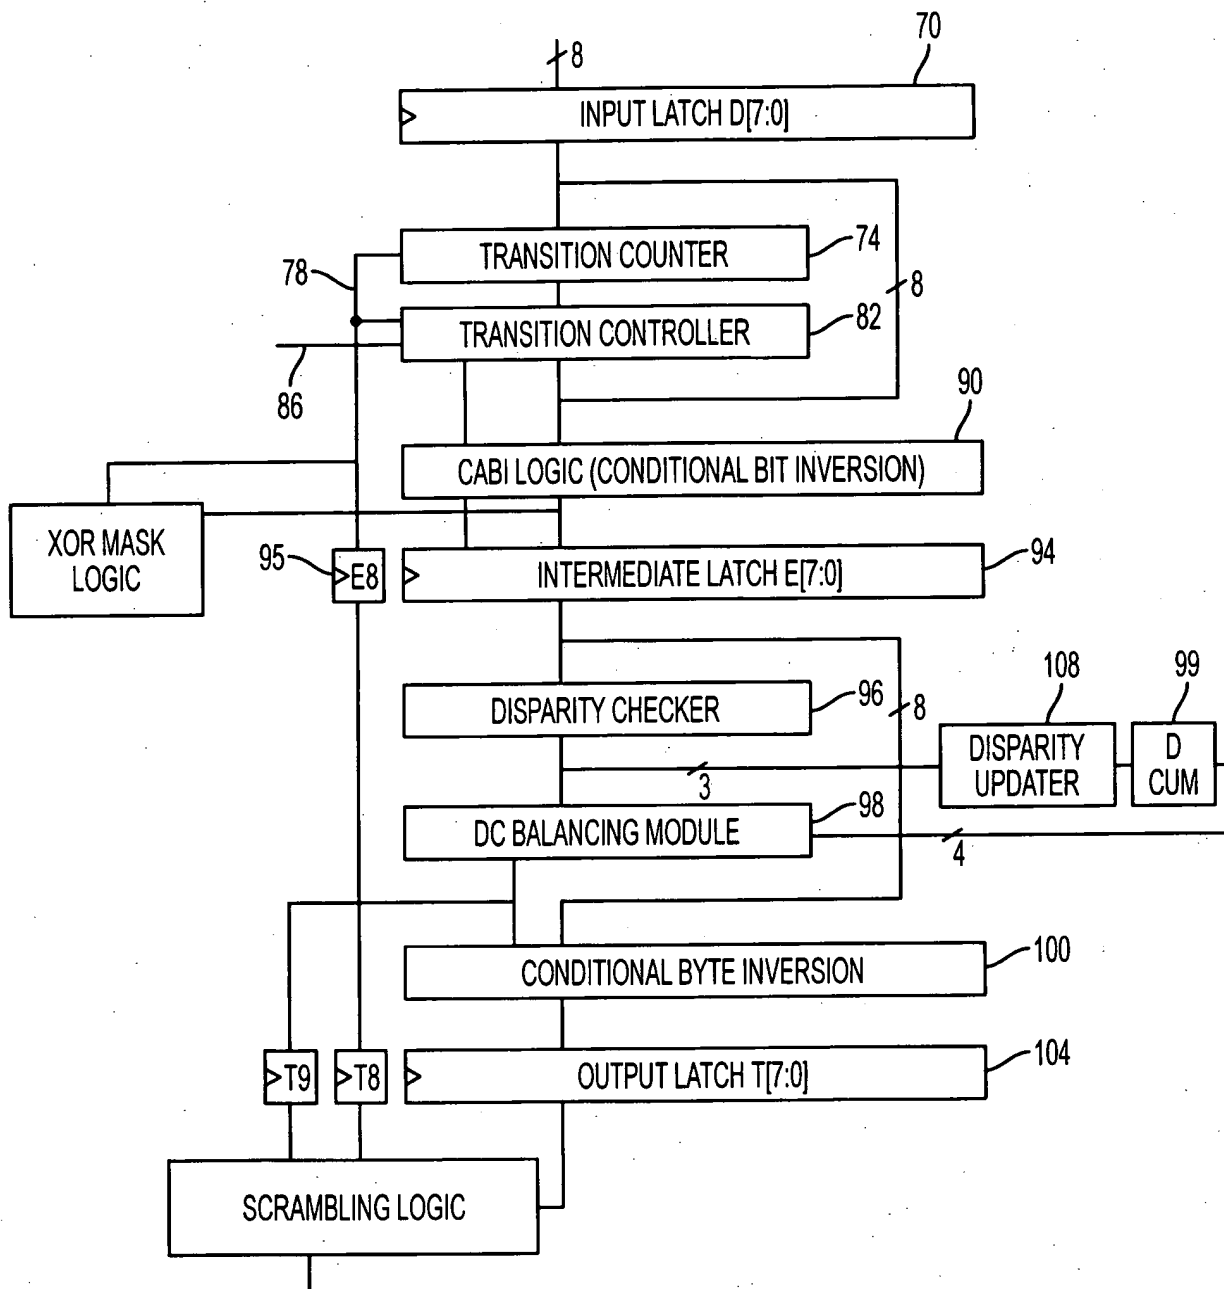 70
8
INPUT LATCH D[7:0]
TRANSITION COUNTER
74
78
8
TRANSITION CONTROLLER
82
86
90
CABI LOGIC (CONDITIONAL BIT INVERSION)
XOR MASK
LOGIC
95
E8
INTERMEDIATE LATCH E[7:0]
94
DISPARITY CHECKER
96
8
108
99
DISPARITY
UPDATER
D
CUM
3
DC BALANCING MODULE
98
4
CONDITIONAL BYTE INVERSION
100
T9
T8
OUTPUT LATCH T[7:0]
104
SCRAMBLING LOGIC